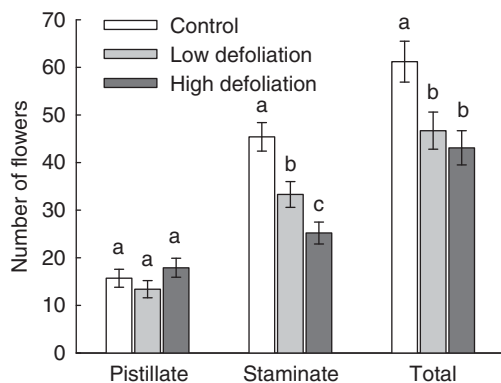 70
60
50
40
30
20
10
0
Number of flowers
Control
Low defoliation
High defoliation
a
a
a
a
b
c
a
b
b
Pistillate
Staminate
Total